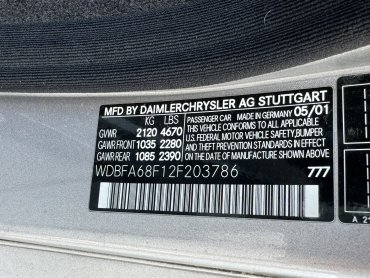 MFD BY DAIMLERCHRYSLER AG STUTTGART
KG LBS PASSENGER CAR MADE IN GERMANY 05/01
GVWR 2120 4670 THIS CAR CONFORMS TO ALL APPLICABLE
GAWR FRONT 1035 2280 U.S. FEDERAL MOTOR VEHICLE SAFETY, BUMPER
GAWR REAR 1085 2390 AND THEFT PREVENTION STANDARDS IN EFFECT
ON THE DATE OF MANUFACTURE SHOWN ABOVE
WDBFA68F12F203786 777
A 2